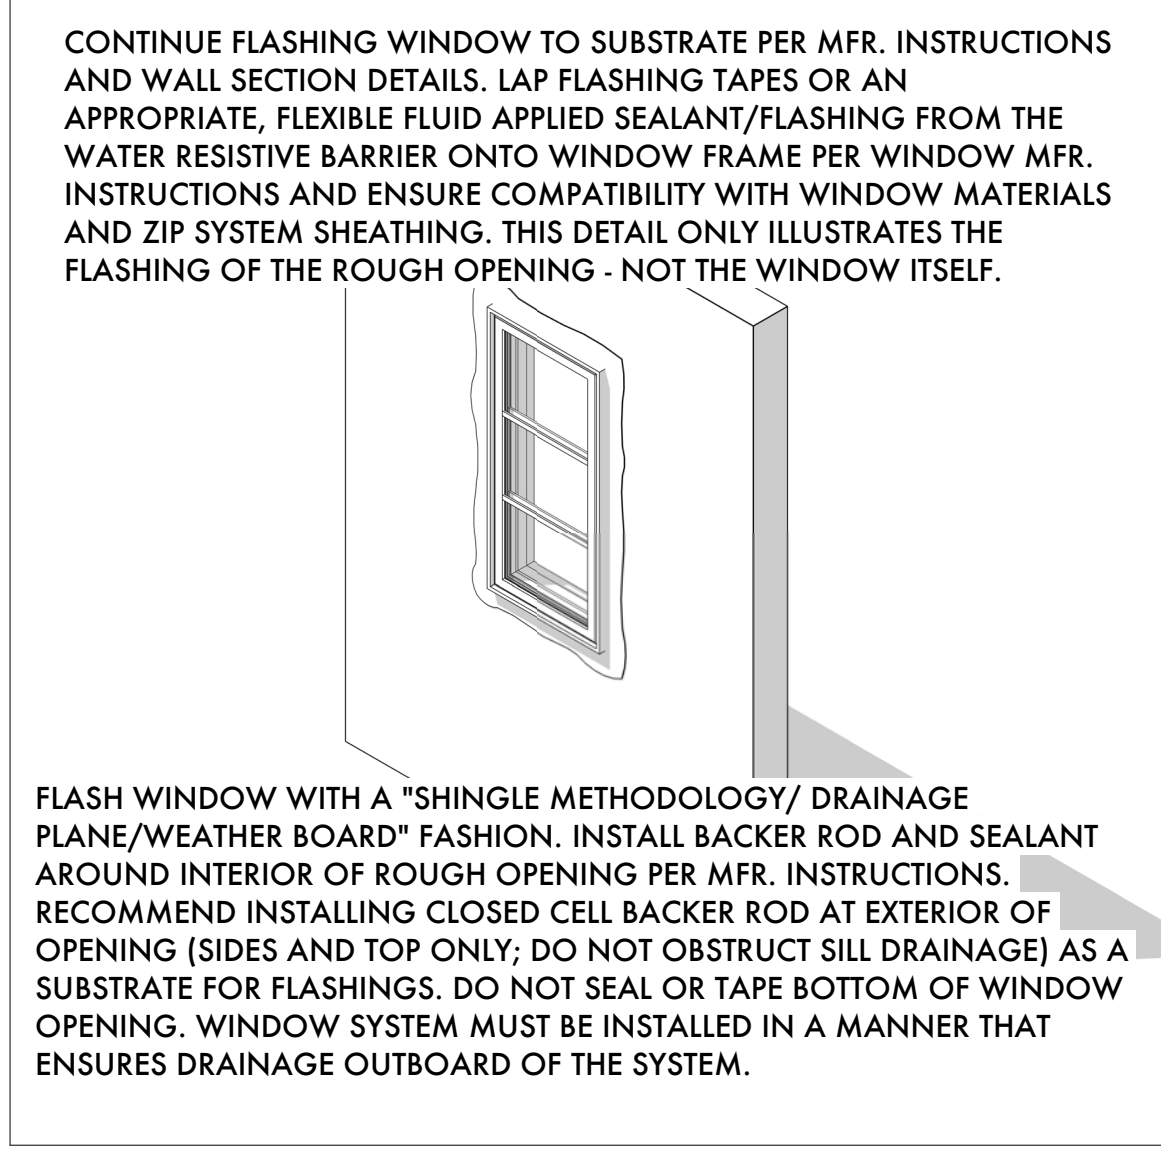 CONTINUE FLASHING WINDOW TO SUBSTRATE PER MFR. INSTRUCTIONS
AND WALL SECTION DETAILS. LAP FLASHING TAPES OR AN
APPROPRIATE, FLEXIBLE FLUID APPLIED SEALANT/FLASHING FROM THE
WATER RESISTIVE BARRIER ONTO WINDOW FRAME PER WINDOW MFR.
INSTRUCTIONS AND ENSURE COMPATIBILITY WITH WINDOW MATERIALS
AND ZIP SYSTEM SHEATHING. THIS DETAIL ONLY ILLUSTRATES THE
FLASHING OF THE ROUGH OPENING - NOT THE WINDOW ITSELF.
FLASH WINDOW WITH A "SHINGLE METHODOLOGY/ DRAINAGE
PLANE/WEATHER BOARD" FASHION. INSTALL BACKER ROD AND SEALANT
AROUND INTERIOR OF ROUGH OPENING PER MFR. INSTRUCTIONS.
RECOMMEND INSTALLING CLOSED CELL BACKER ROD AT EXTERIOR OF
OPENING (SIDES AND TOP ONLY; DO NOT OBSTRUCT SILL DRAINAGE) AS A
SUBSTRATE FOR FLASHINGS. DO NOT SEAL OR TAPE BOTTOM OF WINDOW
OPENING. WINDOW SYSTEM MUST BE INSTALLED IN A MANNER THAT
ENSURES DRAINAGE OUTBOARD OF THE SYSTEM.